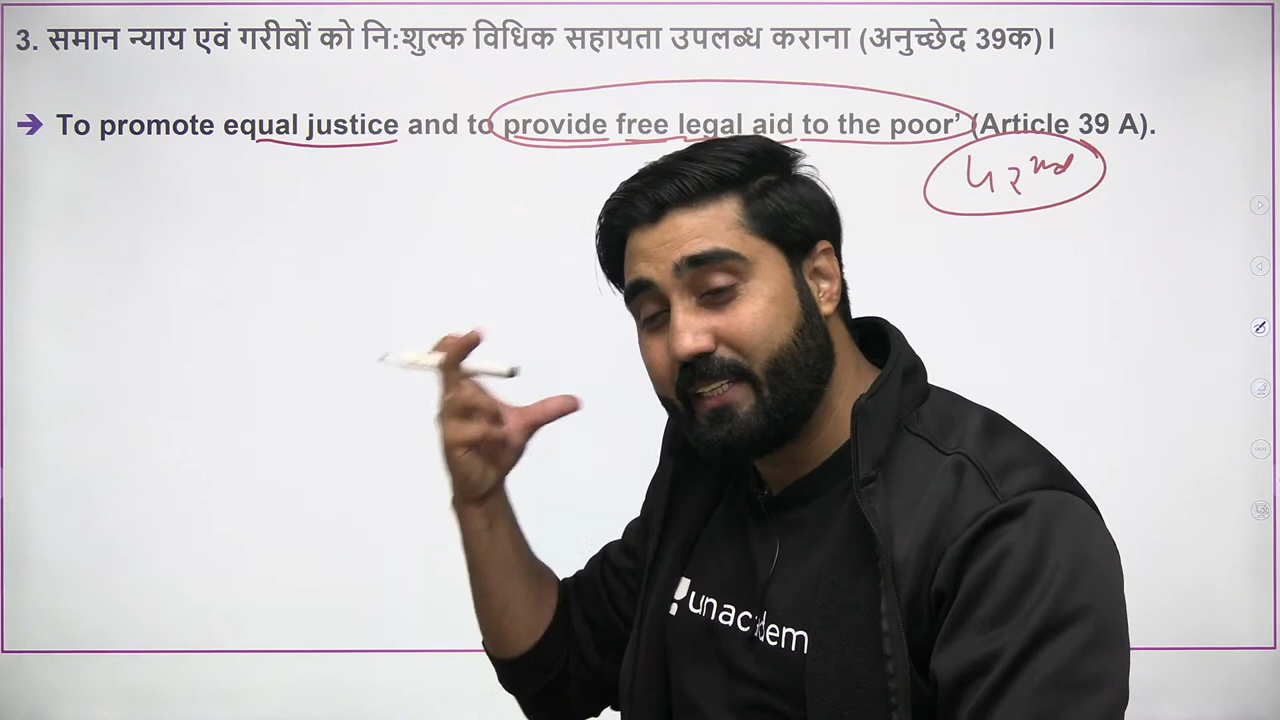 3. समान न्याय एवं गरीबों को नि:शुल्क विधिक सहायता उपलब्ध कराना (अनुच्छेद 39क)।
➔ To promote equal justice and to provide free legal aid to the poor’ (Article 39 A).
42nd
unacadem